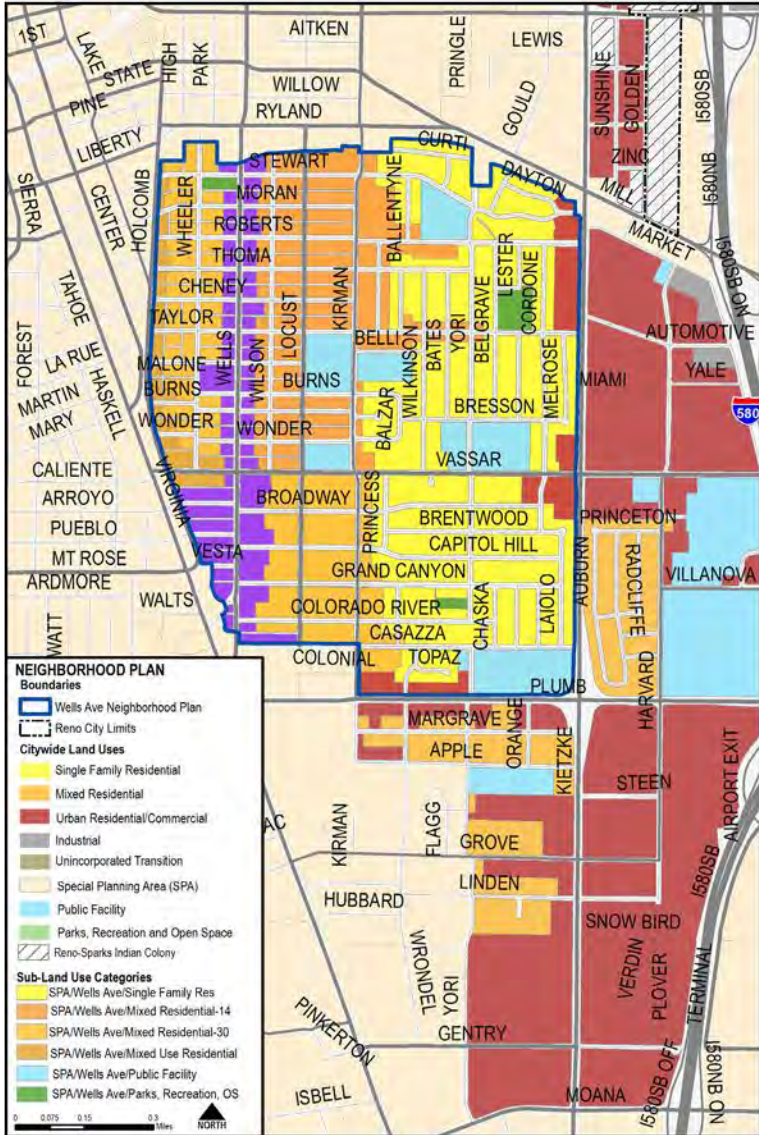 1ST
LAKE
STATE
HIGH
PARK
AITKEN
PRINGLE
LEWIS
SUNSHINE
GOLDEN
I580SB
PINE
WILLOW
RYLAND
GOULD
I580NB
LIBERTY
CURTI
ZINC
SIERRA
CENTER
HOLCOMB
WHEELER
STEWART
MORAN
BALLENTYNE
DAYTON
MILL
MARKET
ROBERTS
THOMA
I580SB ON
TAHOE
CHENEY
LOCUST
KIRMAN
LESTER
CORDONE
FOREST
TAYLOR
BELLI
WILKINSON
BATES
YORI
BELGRAVE
AUTOMOTIVE
LA RUE
MALONE
WELLS
WILSON
MELROSE
MIAMI
YALE
MARTIN
HASKELL
BURNS
BURNS
BALZAR
BRESSON
580
MARY
WONDER
WONDER
CALIENTE
VIRGINIA
VASSAR
ARROYO
BROADWAY
PRINCESS
BRENTWOOD
PRINCETON
PUEBLO
CAPITOL HILL
AUBURN
RADCLIFFE
MT ROSE
VESTA
GRAND CANYON
VILLANOVA
ARDMORE
WALTS
COLORADO RIVER
CHASKA
LAIOLO
WATT
CASAZZA
HARVARD
COLONIAL
TOPAZ
PLUMB
MARGRAVE
ORANGE
APPLE
KIETZKE
STEEN
AIRPORT EXIT
AC
KIRMAN
FLAGG
GROVE
I580SB
HUBBARD
LINDEN
SNOW BIRD
WRONDEL
YORI
VERDIN
PLOVER
TERMINAL
PINKERTON
GENTRY
I580SB OFF
I580NB ON
ISBELL
MOANA
NEIGHBORHOOD PLAN
Boundaries
Wells Ave Neighborhood Plan
Reno City Limits
Citywide Land Uses
Single Family Residential
Mixed Residential
Urban Residential/Commercial
Industrial
Unincorporated Transition
Special Planning Area (SPA)
Public Facility
Parks, Recreation and Open Space
Reno-Sparks Indian Colony
Sub-Land Use Categories
SPA/Wells Ave/Single Family Res
SPA/Wells Ave/Mixed Residential-14
SPA/Wells Ave/Mixed Residential-30
SPA/Wells Ave/Mixed Use Residential
SPA/Wells Ave/Public Facility
SPA/Wells Ave/Parks, Recreation, OS
0 0.075 0.15 0.3
Miles
NORTH